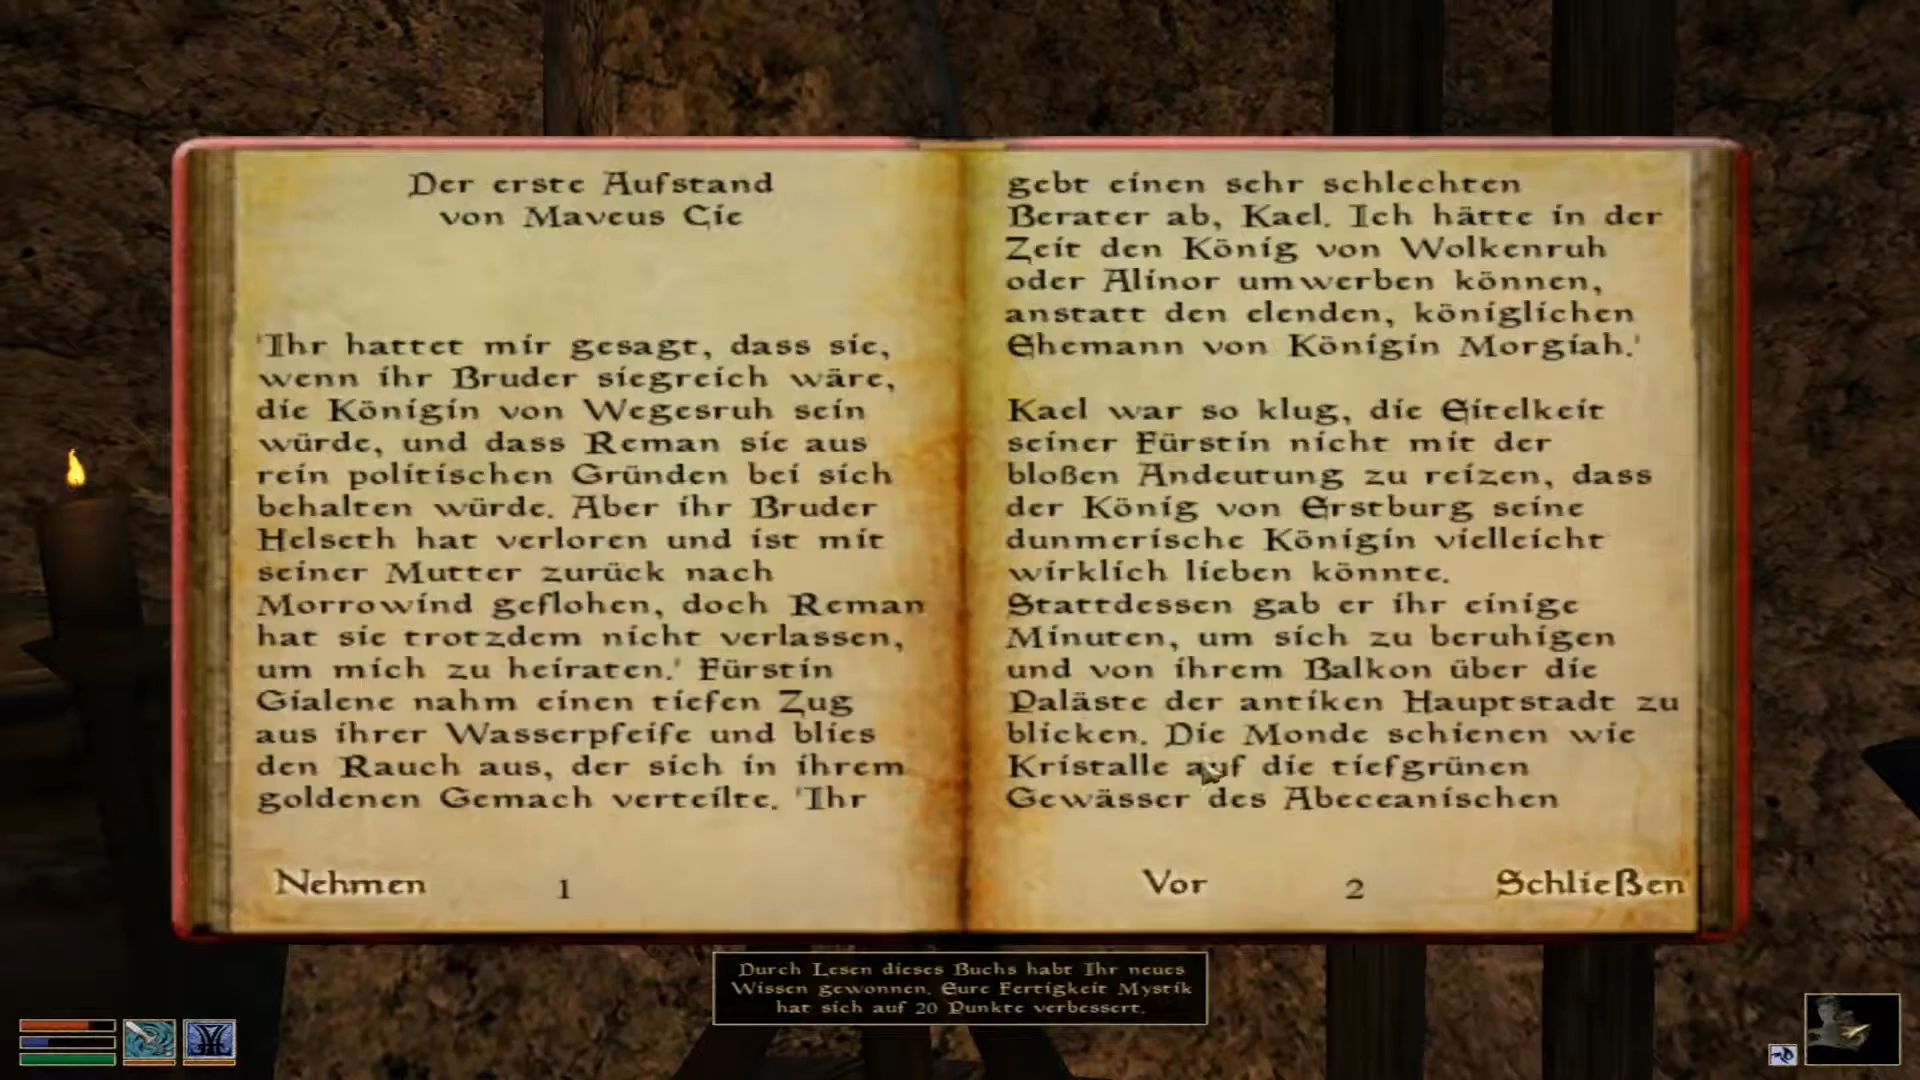 Der erste Aufstand
von Maveus Cie
'Ihr hattet mir gesagt, dass sie,
wenn ihr Bruder siegreich wäre,
die Königin von Wegesruh sein
würde, und dass Reman sie aus
rein politischen Gründen bei sich
behalten würde. Aber ihr Bruder
Helseth hat verloren und ist mit
seiner Mutter zurück nach
Morrowind geflohen, doch Reman
hat sie trotzdem nicht verlassen,
um mich zu heiraten.' Fürstin
Gialene nahm einen tiefen Zug
aus ihrer Wasserpfeife und blies
den Rauch aus, der sich in ihrem
goldenen Gemach verteilte. 'Ihr
Nehmen 1
gebt einen sehr schlechten
Berater ab, Kael. Ich hätte in der
Zeit den König von Wolkenruh
oder Alinor umwerben können,
anstatt den elenden, königlichen
Ehemann von Königin Morgiah.'
Kael war so klug, die Eitelkeit
seiner Fürstin nicht mit der
bloßen Andeutung zu reizen, dass
der König von Erstburg seine
dunmerische Königin vielleicht
wirklich lieben könnte.
Stattdessen gab er ihr einige
Minuten, um sich zu beruhigen
und von ihrem Balkon über die
Paläste der antiken Hauptstadt zu
blicken. Die Monde schienen wie
Kristalle auf die tiefgrünen
Gewässer des Abeceanischen
Vor 2 Schließen
Durch Lesen dieses Buchs habt Ihr neues
Wissen gewonnen. Eure Fertigkeit Mystik
hat sich auf 20 Punkte verbessert.